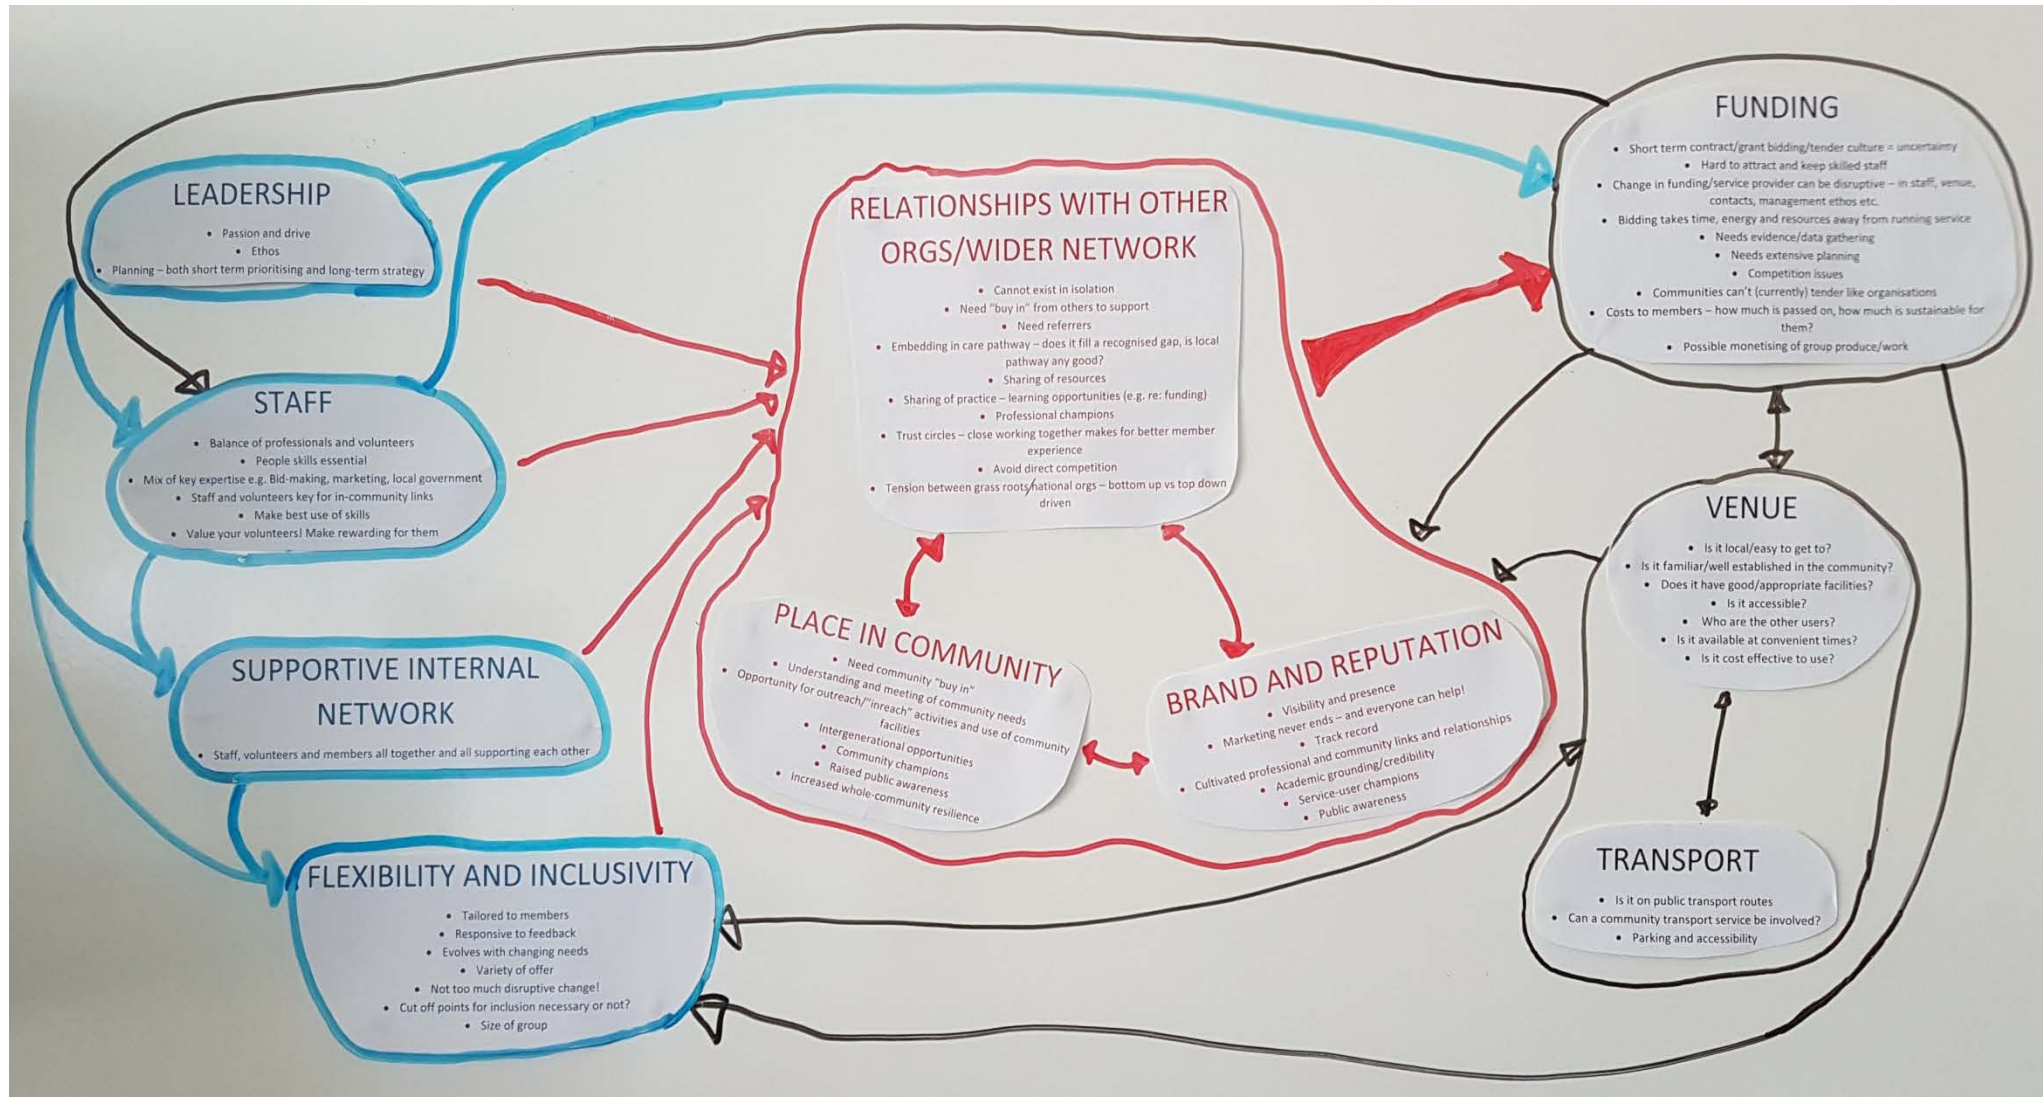 LEADERSHIP
• Passion and drive
• Ethos
• Planning – both short term prioritising and long-term strategy
STAFF
• Balance of professionals and volunteers
• People skills essential
• Mix of key expertise e.g. Bid-making, marketing, local government
• Staff and volunteers key for in-community links
• Make best use of skills
• Value your volunteers! Make rewarding for them
SUPPORTIVE INTERNAL
NETWORK
• Staff, volunteers and members all together and all supporting each other
FLEXIBILITY AND INCLUSIVITY
• Tailored to members
• Responsive to feedback
• Evolves with changing needs
• Variety of offer
• Not too much disruptive change!
• Cut off points for inclusion necessary or not?
• Size of group
RELATIONSHIPS WITH OTHER
ORGS/WIDER NETWORK
• Cannot exist in isolation
• Need "buy in" from others to support
• Need referrers
• Embedding in care pathway – does it fill a recognised gap, is local
pathway any good?
• Sharing of resources
• Sharing of practice – learning opportunities (e.g. re: funding)
• Professional champions
• Trust circles – close working together makes for better member
experience
• Avoid direct competition
• Tension between grass roots/national orgs – bottom up vs top down
driven
PLACE IN COMMUNITY
• Need community "buy in"
• Understanding and meeting of community needs
• Opportunity for outreach/"inreach" activities and use of community
facilities
• Intergenerational opportunities
• Community champions
• Raised public awareness
• Increased whole-community resilience
BRAND AND REPUTATION
• Visibility and presence
• Marketing never ends – and everyone can help!
• Track record
• Cultivated professional and community links and relationships
• Academic grounding/credibility
• Service-user champions
• Public awareness
FUNDING
• Short term contract/grant bidding/tender culture = uncertainty
• Hard to attract and keep skilled staff
• Change in funding/service provider can be disruptive – in staff, venue,
contacts, management ethos etc.
• Bidding takes time, energy and resources away from running service
• Needs evidence/data gathering
• Needs extensive planning
• Competition issues
• Communities can't (currently) tender like organisations
• Costs to members – how much is passed on, how much is sustainable for
them?
• Possible monetising of group produce/work
VENUE
• Is it local/easy to get to?
• Is it familiar/well established in the community?
• Does it have good/appropriate facilities?
• Is it accessible?
• Who are the other users?
• Is it available at convenient times?
• Is it cost effective to use?
TRANSPORT
• Is it on public transport routes
• Can a community transport service be involved?
• Parking and accessibility